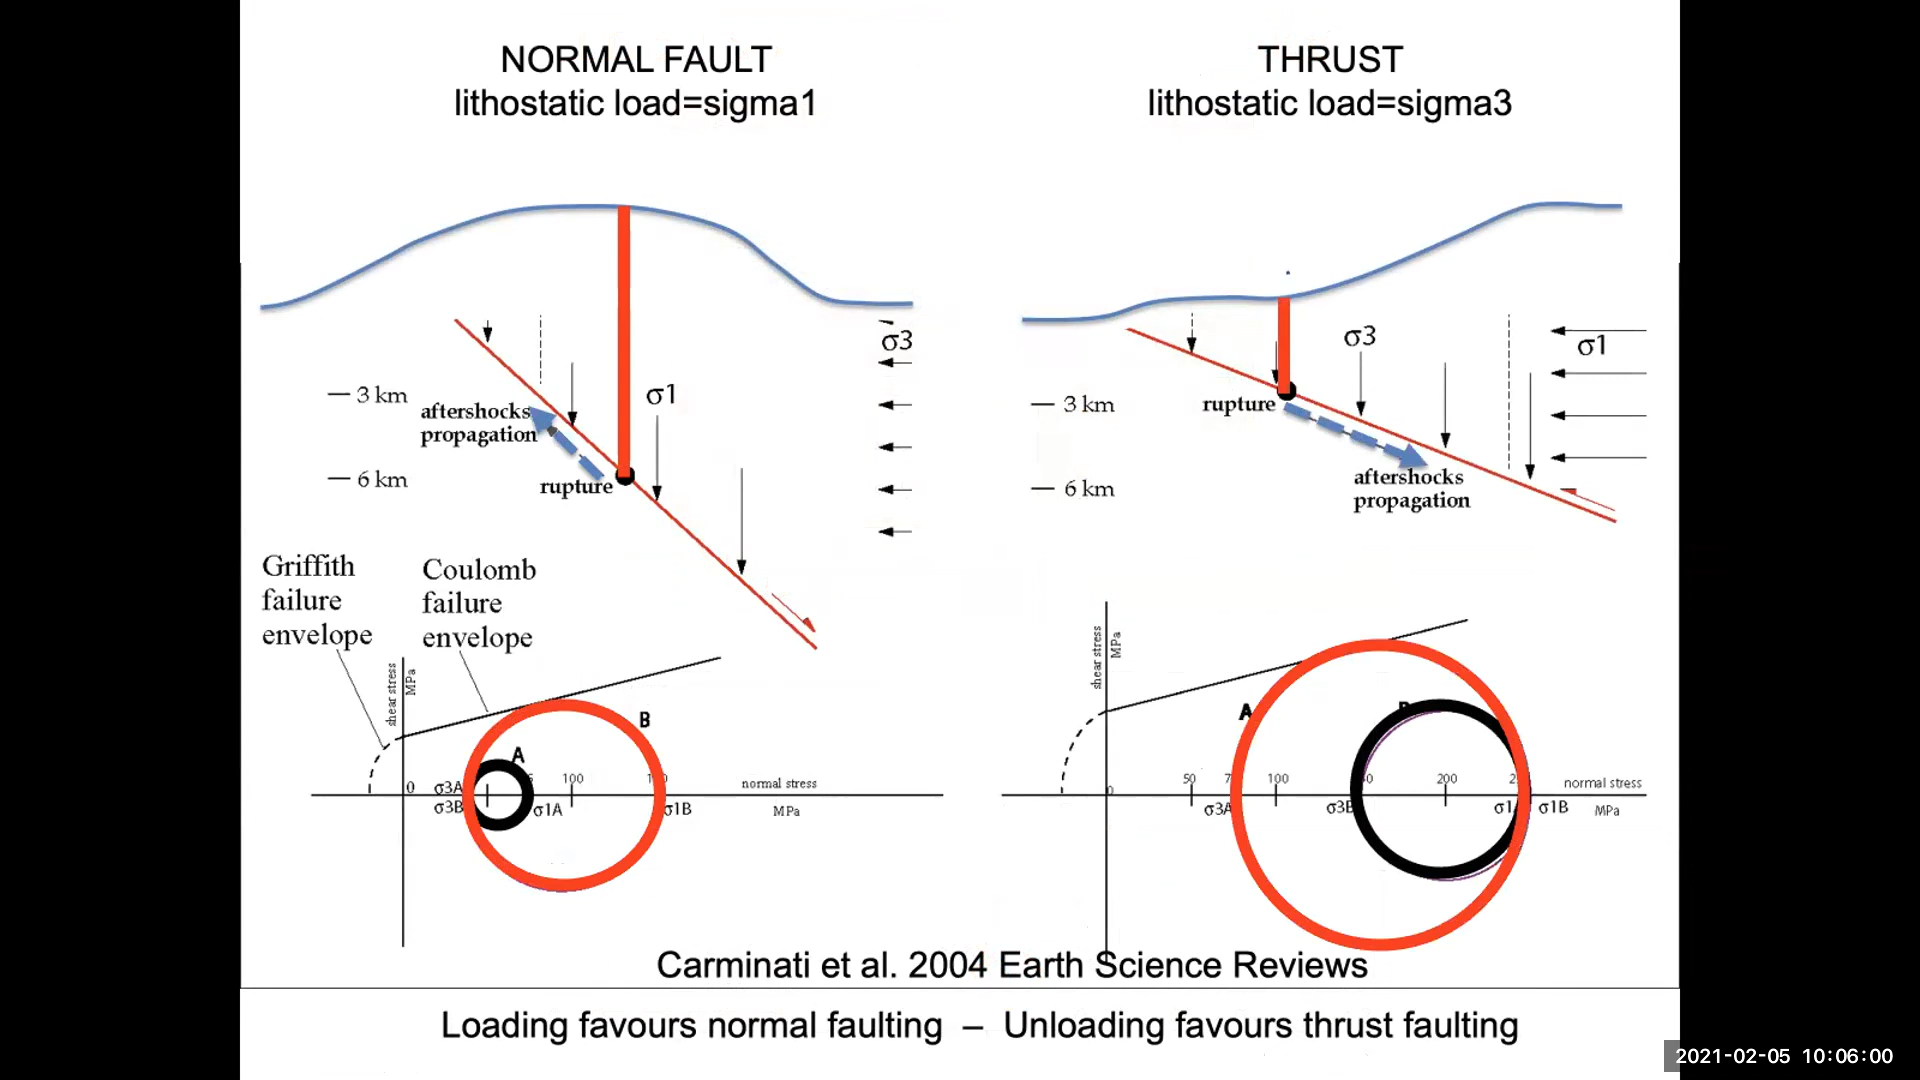 NORMAL FAULT
lithostatic load=sigma1
THRUST
lithostatic load=sigma3
σ3
σ1
3 km
aftershocks
propagation
6 km
rupture
σ3
σ1
rupture
3 km
6 km
aftershocks
propagation
Griffith
failure
envelope
Coulomb
failure
envelope
shear stress
MPa
A
B
0
100
normal stress
MPa
σ3A
σ3B
σ1A
σ1B
shear stress
MPa
A
0
50
100
200
normal stress
MPa
σ3A
σ3B
σ1B
Carminati et al. 2004 Earth Science Reviews
Loading favours normal faulting – Unloading favours thrust faulting
2021-02-05 10:06:00